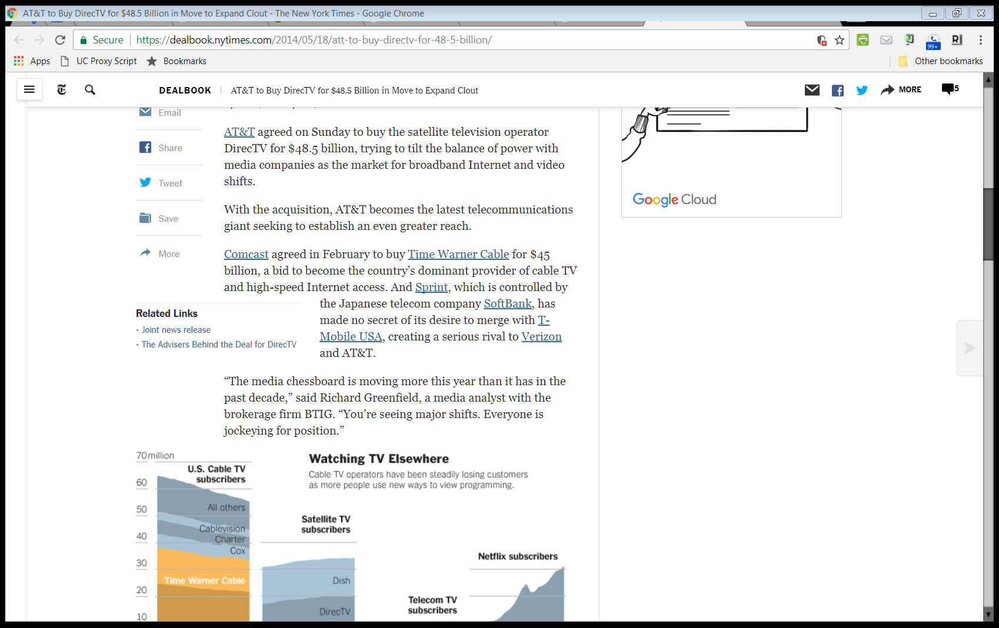 AT&T to Buy DirecTV for $48.5 Billion in Move to Expand Clout - The New York Times - Google Chrome
Secure
https://dealbook.nytimes.com/2014/05/18/att-to-buy-directv-for-48-5-billion/
99+
Apps
UC Proxy Script
Bookmarks
Other bookmarks
DEALBOOK
AT&T to Buy DirecTV for $48.5 Billion in Move to Expand Clout
MORE
5
Email
Share
Tweet
Save
More
AT&T agreed on Sunday to buy the satellite television operator
DirecTV for $48.5 billion, trying to tilt the balance of power with
media companies as the market for broadband Internet and video
shifts.
With the acquisition, AT&T becomes the latest telecommunications
giant seeking to establish an even greater reach.
Comcast agreed in February to buy Time Warner Cable for $45
billion, a bid to become the country’s dominant provider of cable TV
and high-speed Internet access. And Sprint, which is controlled by
the Japanese telecom company SoftBank, has
made no secret of its desire to merge with T-
Mobile USA, creating a serious rival to Verizon
and AT&T.
Related Links
• Joint news release
• The Advisers Behind the Deal for DirecTV
“The media chessboard is moving more this year than it has in the
past decade,” said Richard Greenfield, a media analyst with the
brokerage firm BTIG. “You’re seeing major shifts. Everyone is
jockeying for position.”
Google Cloud
Watching TV Elsewhere
Cable TV operators have been steadily losing customers
as more people use new ways to view programming.
70 million
60
50
40
30
20
10
U.S. Cable TV
subscribers
All others
Cablevision
Charter
Cox
Time Warner Cable
Satellite TV
subscribers
Dish
DirecTV
Telecom TV
subscribers
Netflix subscribers